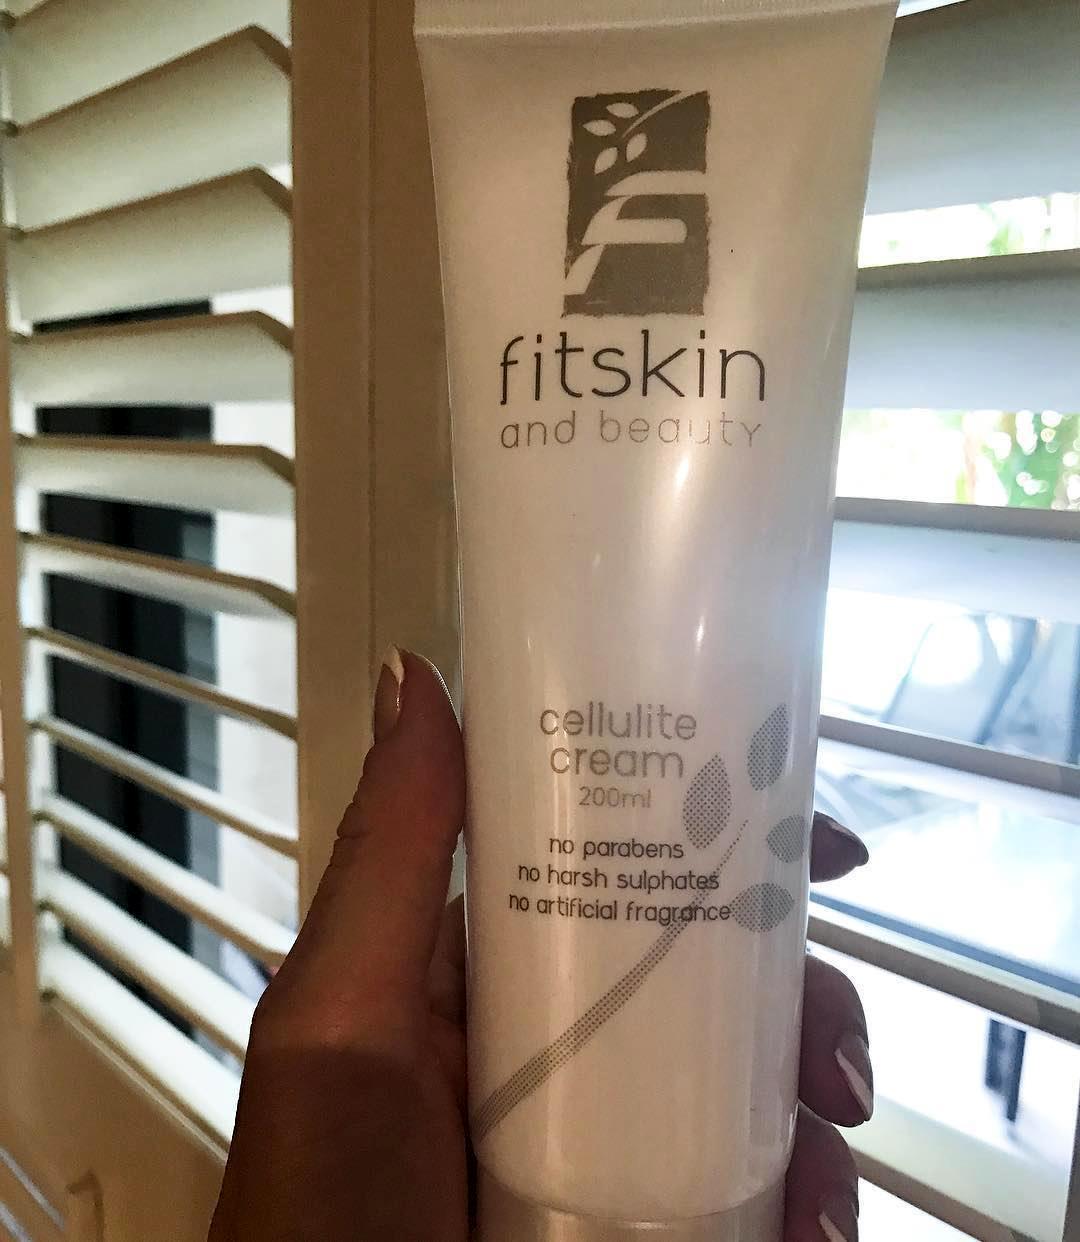 fitskin
and beauty
cellulite
cream
200ml
no parabens
no harsh sulphates
no artificial fragrance